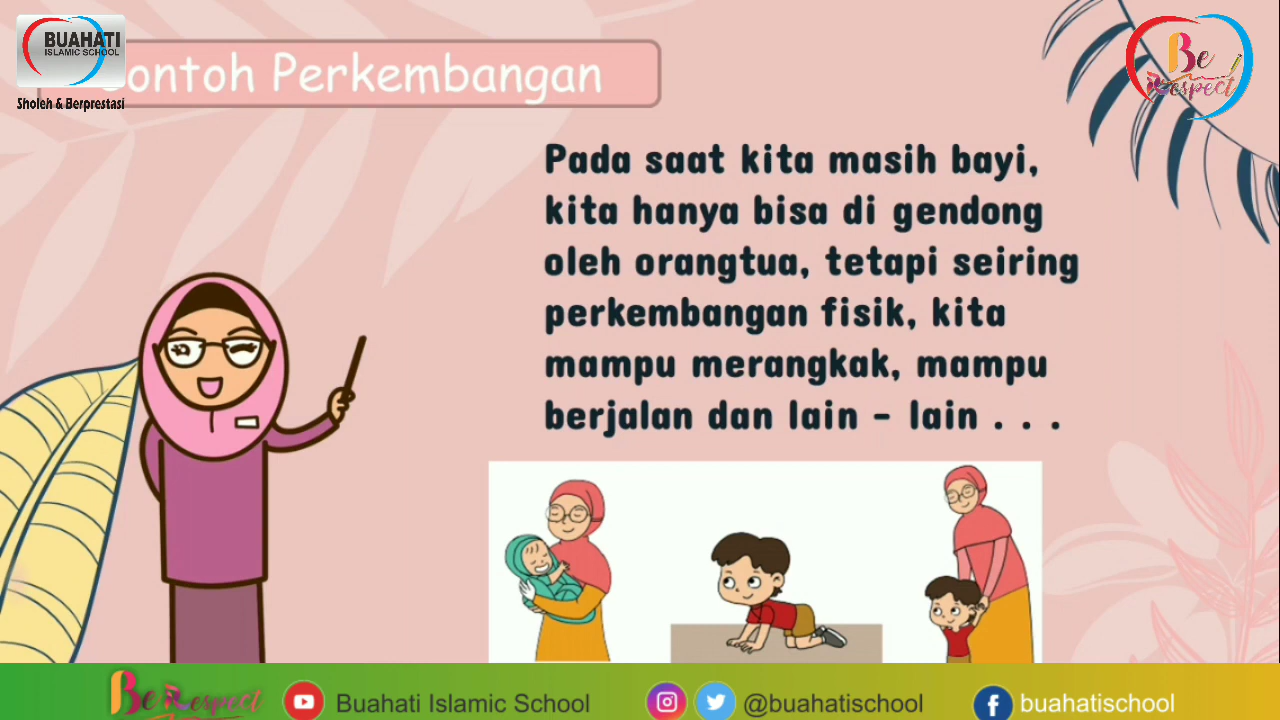 BUAHATI
ISLAMIC SCHOOL
Sholeh & Berprestasi
ontoh Perkembangan
Be
Respect
Pada saat kita masih bayi,
kita hanya bisa di gendong
oleh orangtua, tetapi seiring
perkembangan fisik, kita
mampu merangkak, mampu
berjalan dan lain - lain . . .
Be Respect
Buahati Islamic School
@buahatischool
buahatischool